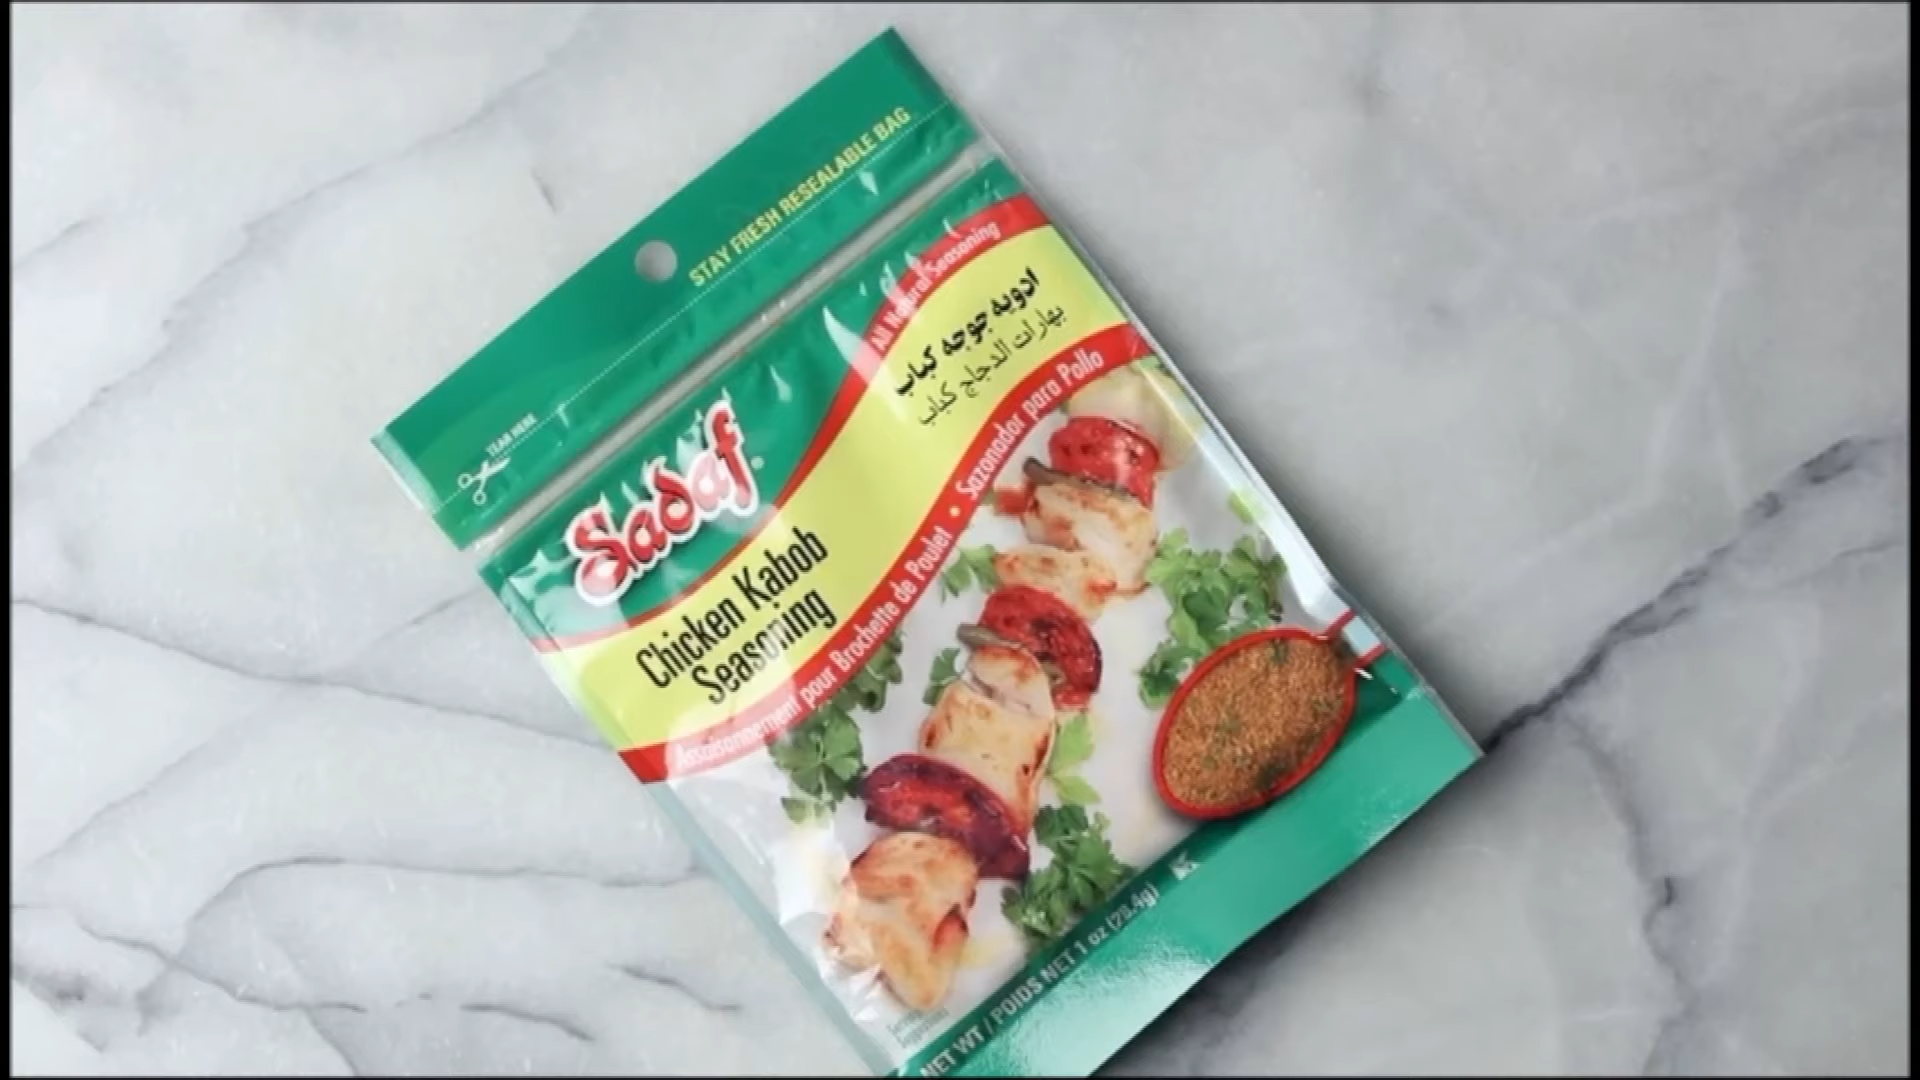 STAY FRESH RESEALABLE BAG
TEAR HERE
Sadaf®
All Natural Seasoning
ادویه جوجه کباب
بهارات الدجاج كباب
Chicken Kabob
Seasoning
Assaisonnement pour Brochette de Poulet • Sazonador para Pollo
NET WT / POIDS NET 1 oz (28.4g)